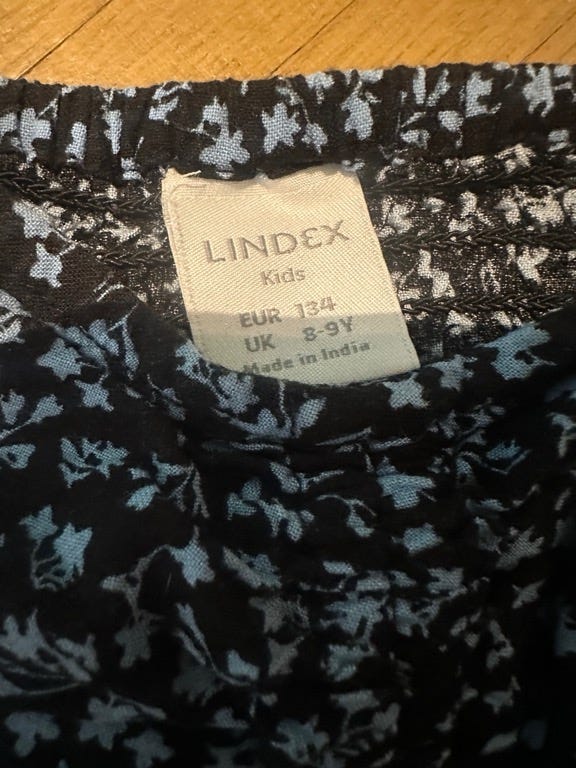 LINDEX
Kids
EUR 134
UK 8-9Y
Made in India